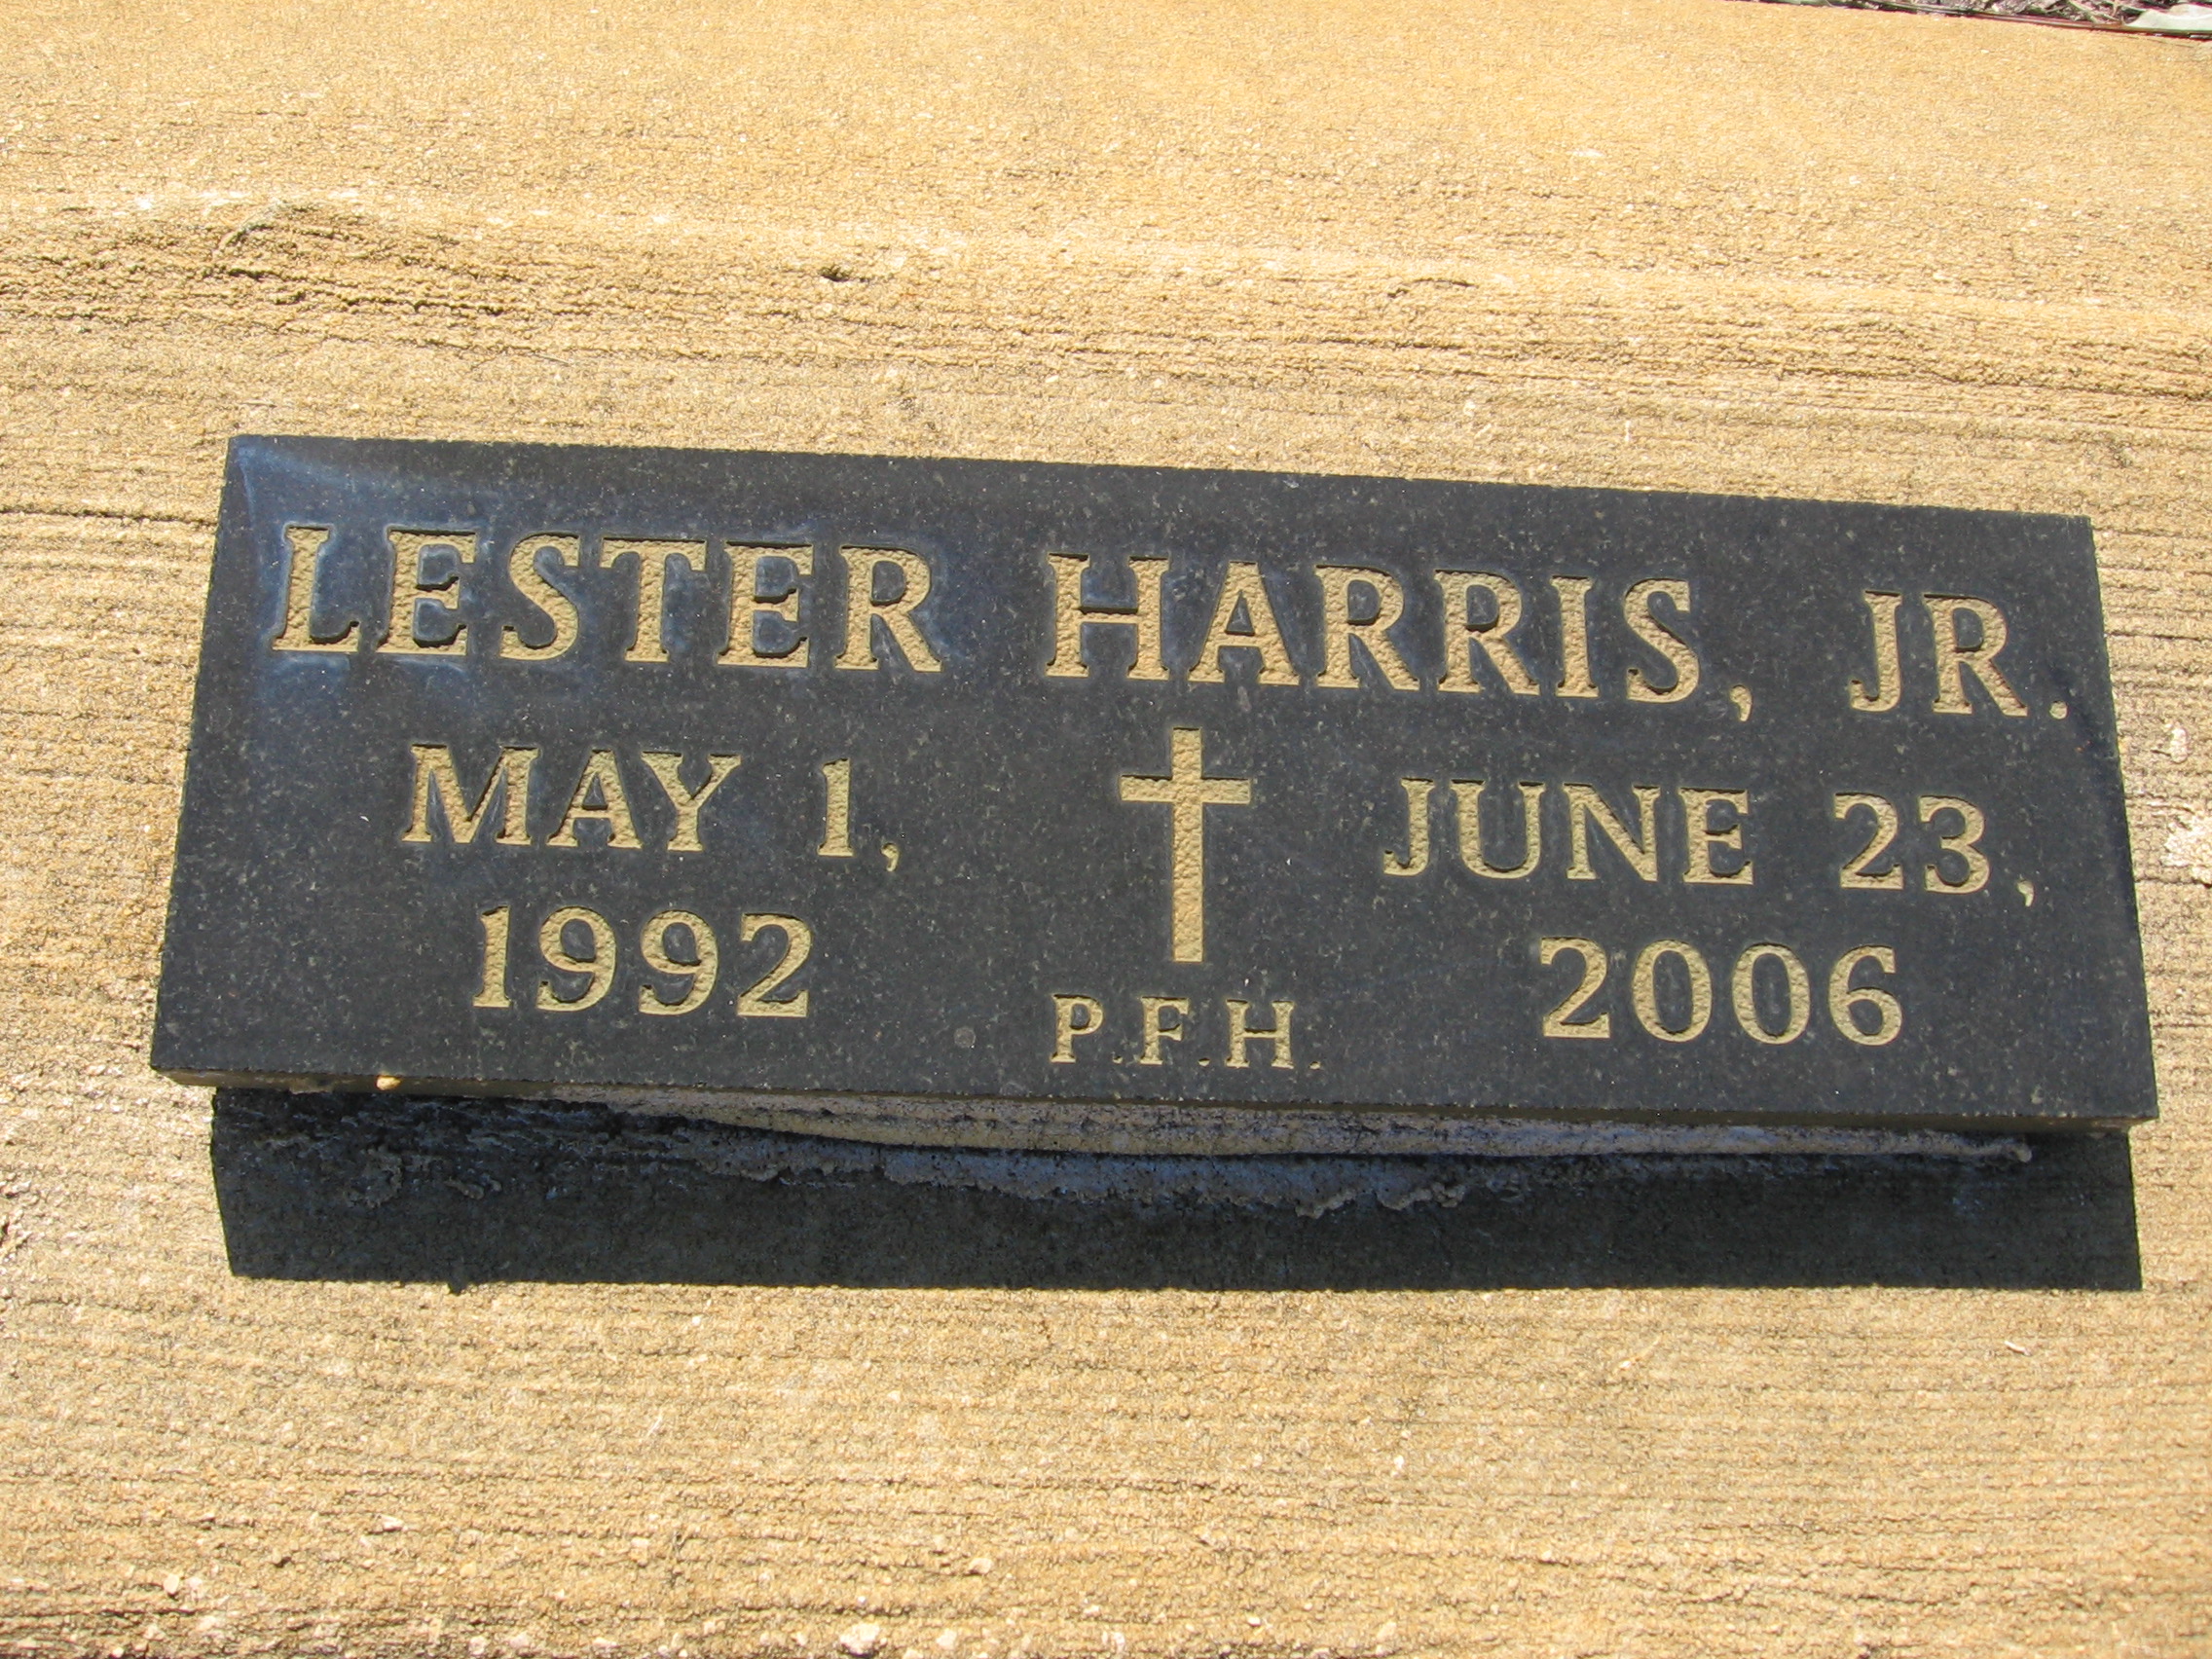 LESTER HARRIS, JR.
MAY 1,
1992
JUNE 23,
2006
P.F.H.